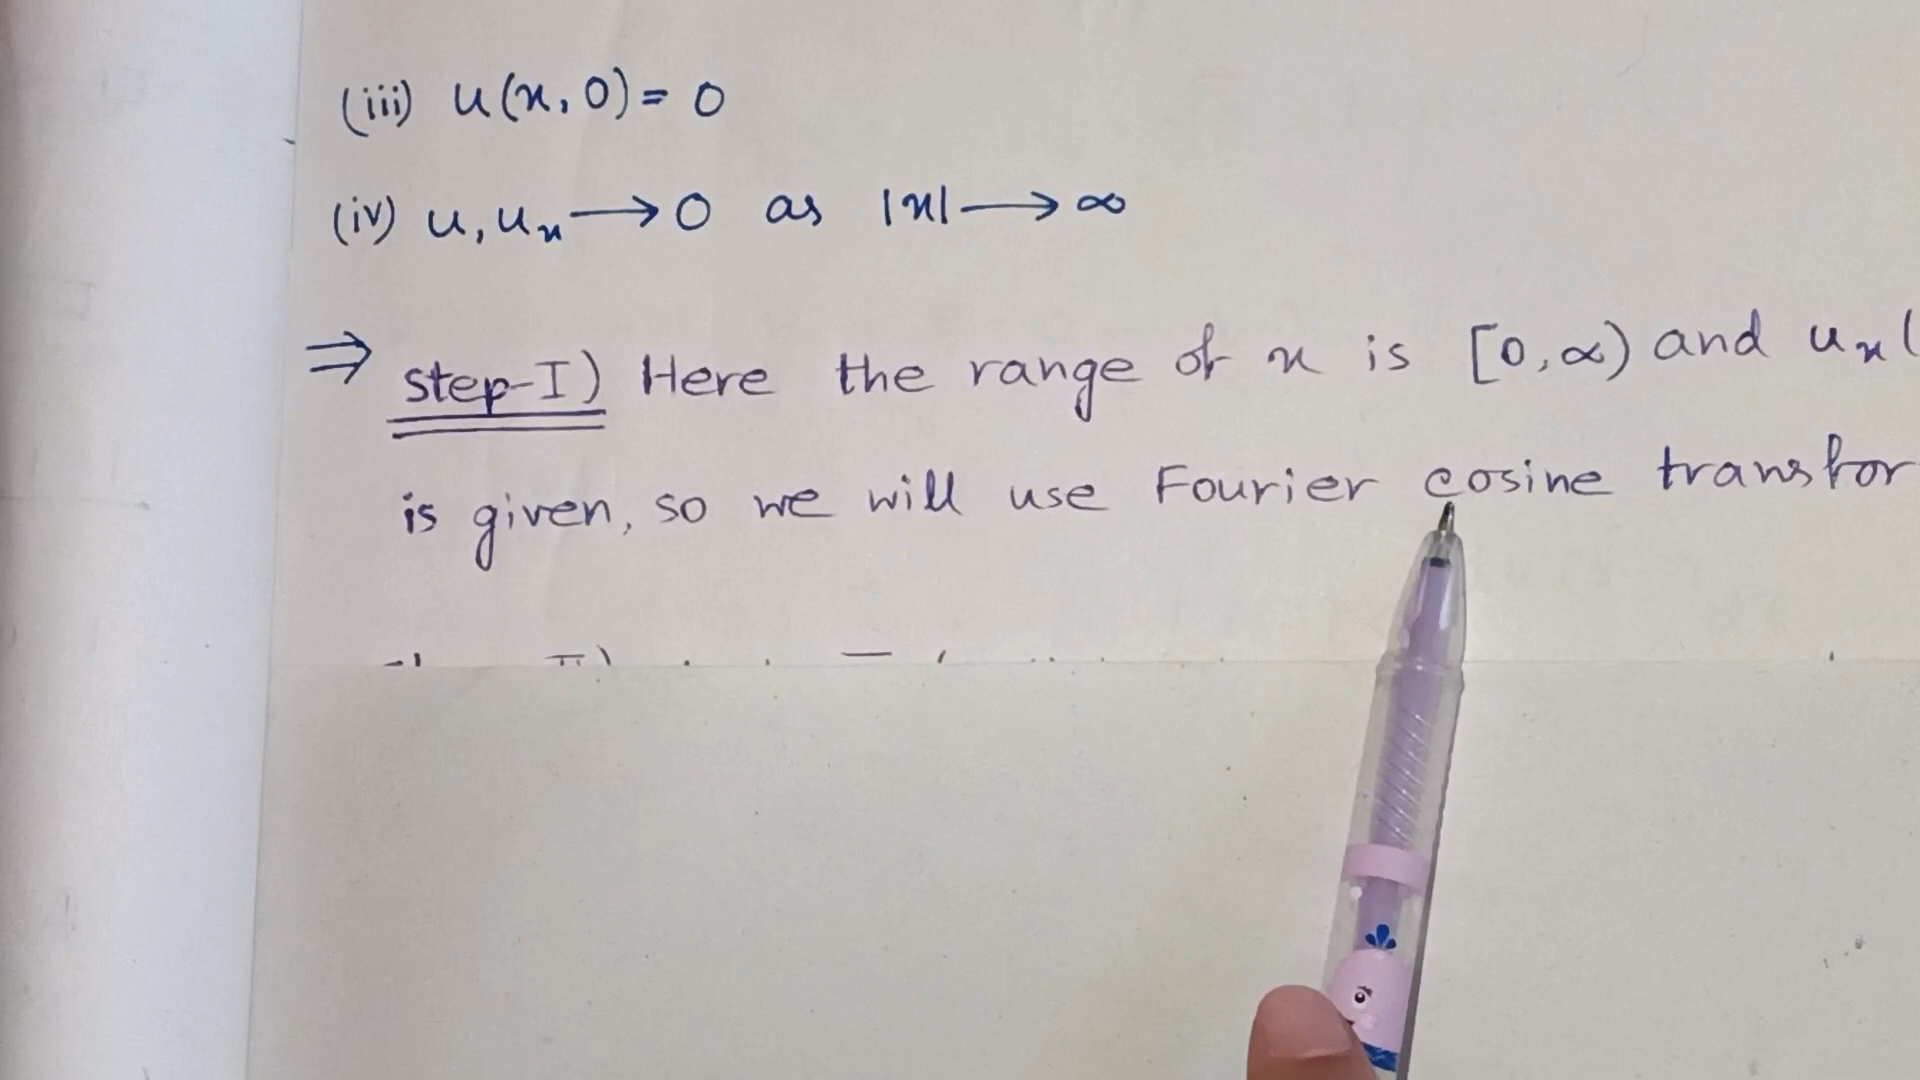 (iii) u(x, 0) = 0
(iv) u, uₓ ⟶ 0 as |x| ⟶ ∞
⇒ Step-I) Here the range of x is [0, ∞) and uₓ(
is given, so we will use Fourier cosine transfor